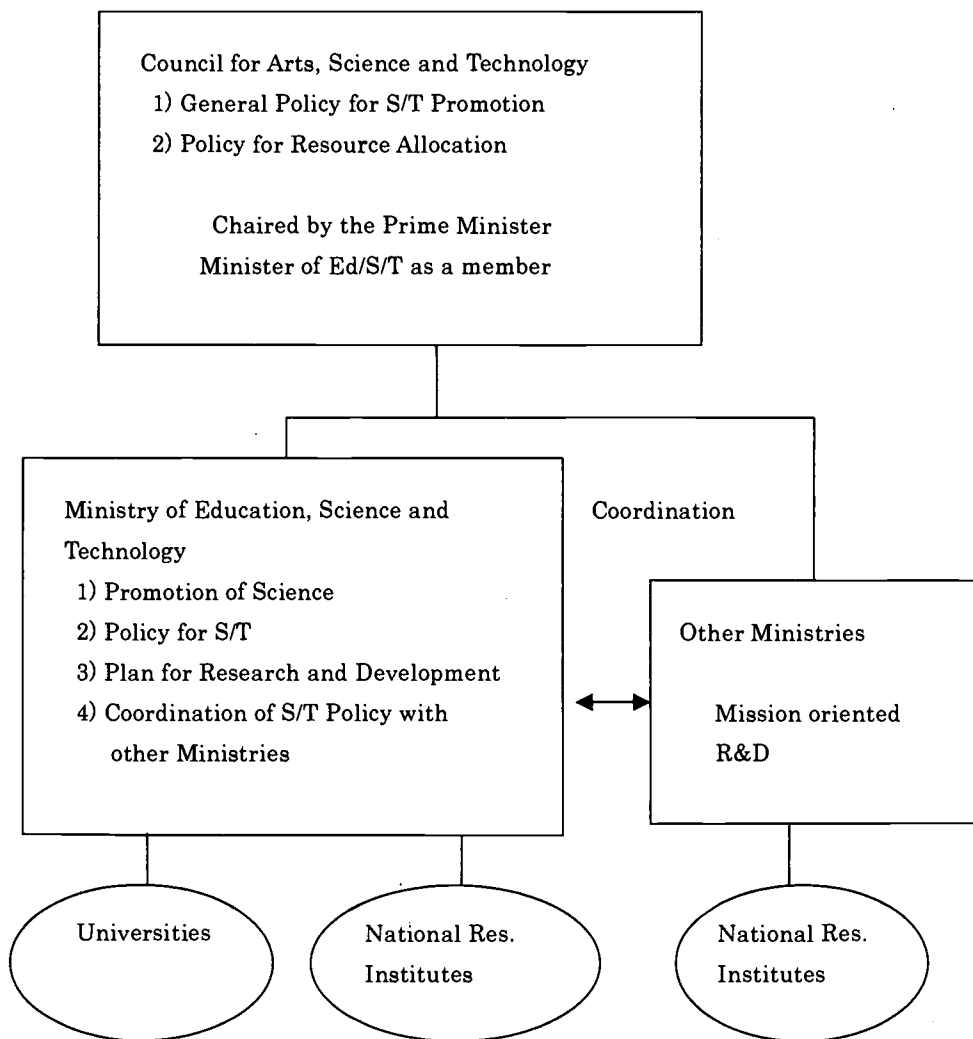 Council for Arts, Science and Technology
1) General Policy for S/T Promotion
2) Policy for Resource Allocation
Chaired by the Prime Minister
Minister of Ed/S/T as a member
Ministry of Education, Science and
Technology
1) Promotion of Science
2) Policy for S/T
3) Plan for Research and Development
4) Coordination of S/T Policy with
other Ministries
Coordination
Other Ministries
Mission oriented
R&D
Universities
National Res.
Institutes
National Res.
Institutes